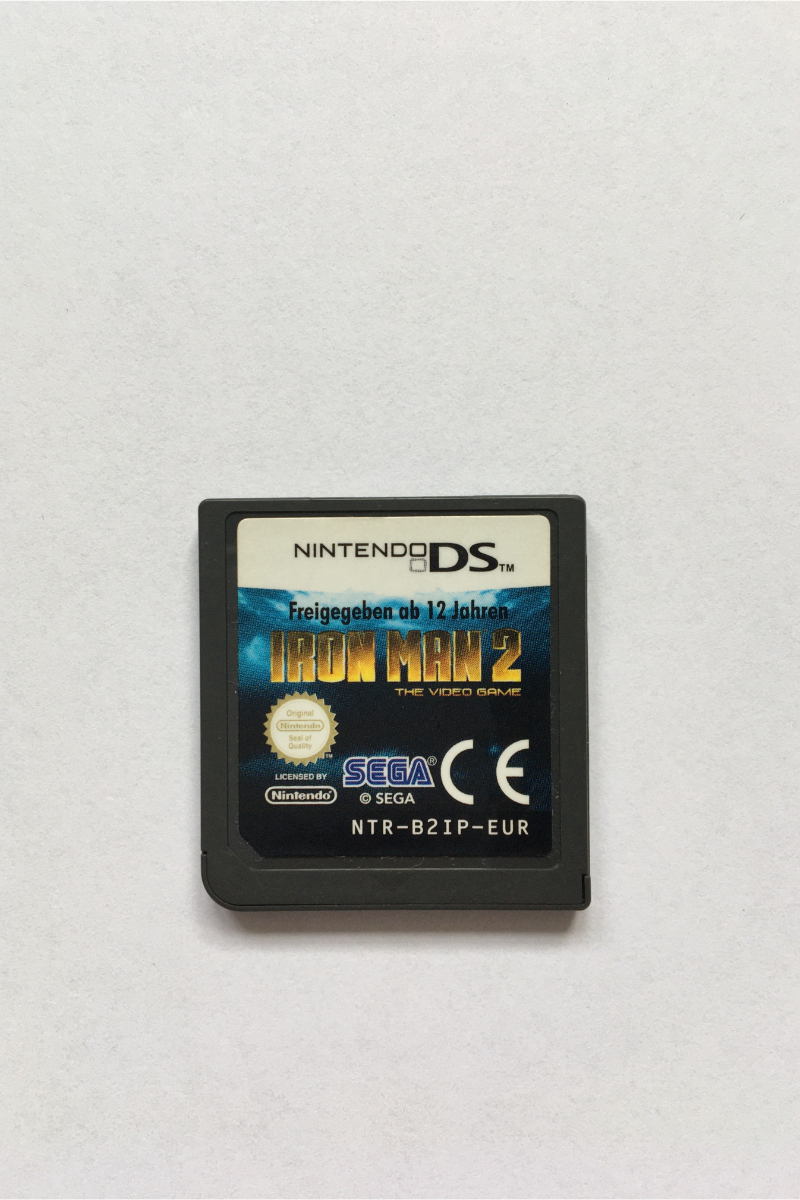 NINTENDO DS™
Freigegeben ab 12 Jahren
IRON MAN 2
THE VIDEO GAME
Original
Nintendo
Seal of
Quality
TM
LICENSED BY
Nintendo®
SEGA®
© SEGA
CE
NTR-B2IP-EUR